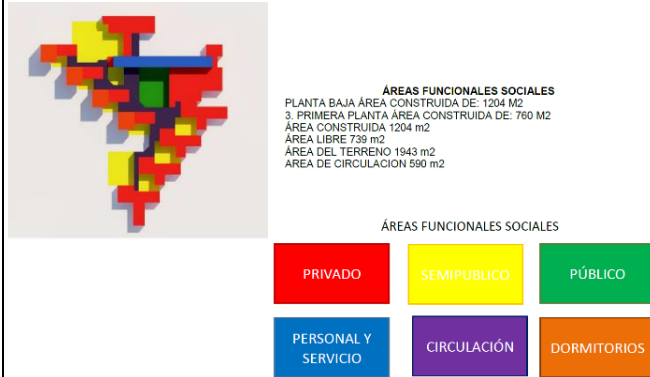 ÁREAS FUNCIONALES SOCIALES
PLANTA BAJA ÁREA CONSTRUIDA DE: 1204 M2
3. PRIMERA PLANTA ÁREA CONSTRUIDA DE: 760 M2
ÁREA CONSTRUIDA 1204 m2
ÁREA LIBRE 739 m2
ÁREA DEL TERRENO 1943 m2
AREA DE CIRCULACION 590 m2
ÁREAS FUNCIONALES SOCIALES
PRIVADO
SEMIPUBLICO
PÚBLICO
PERSONAL Y
SERVICIO
CIRCULACIÓN
DORMITORIOS